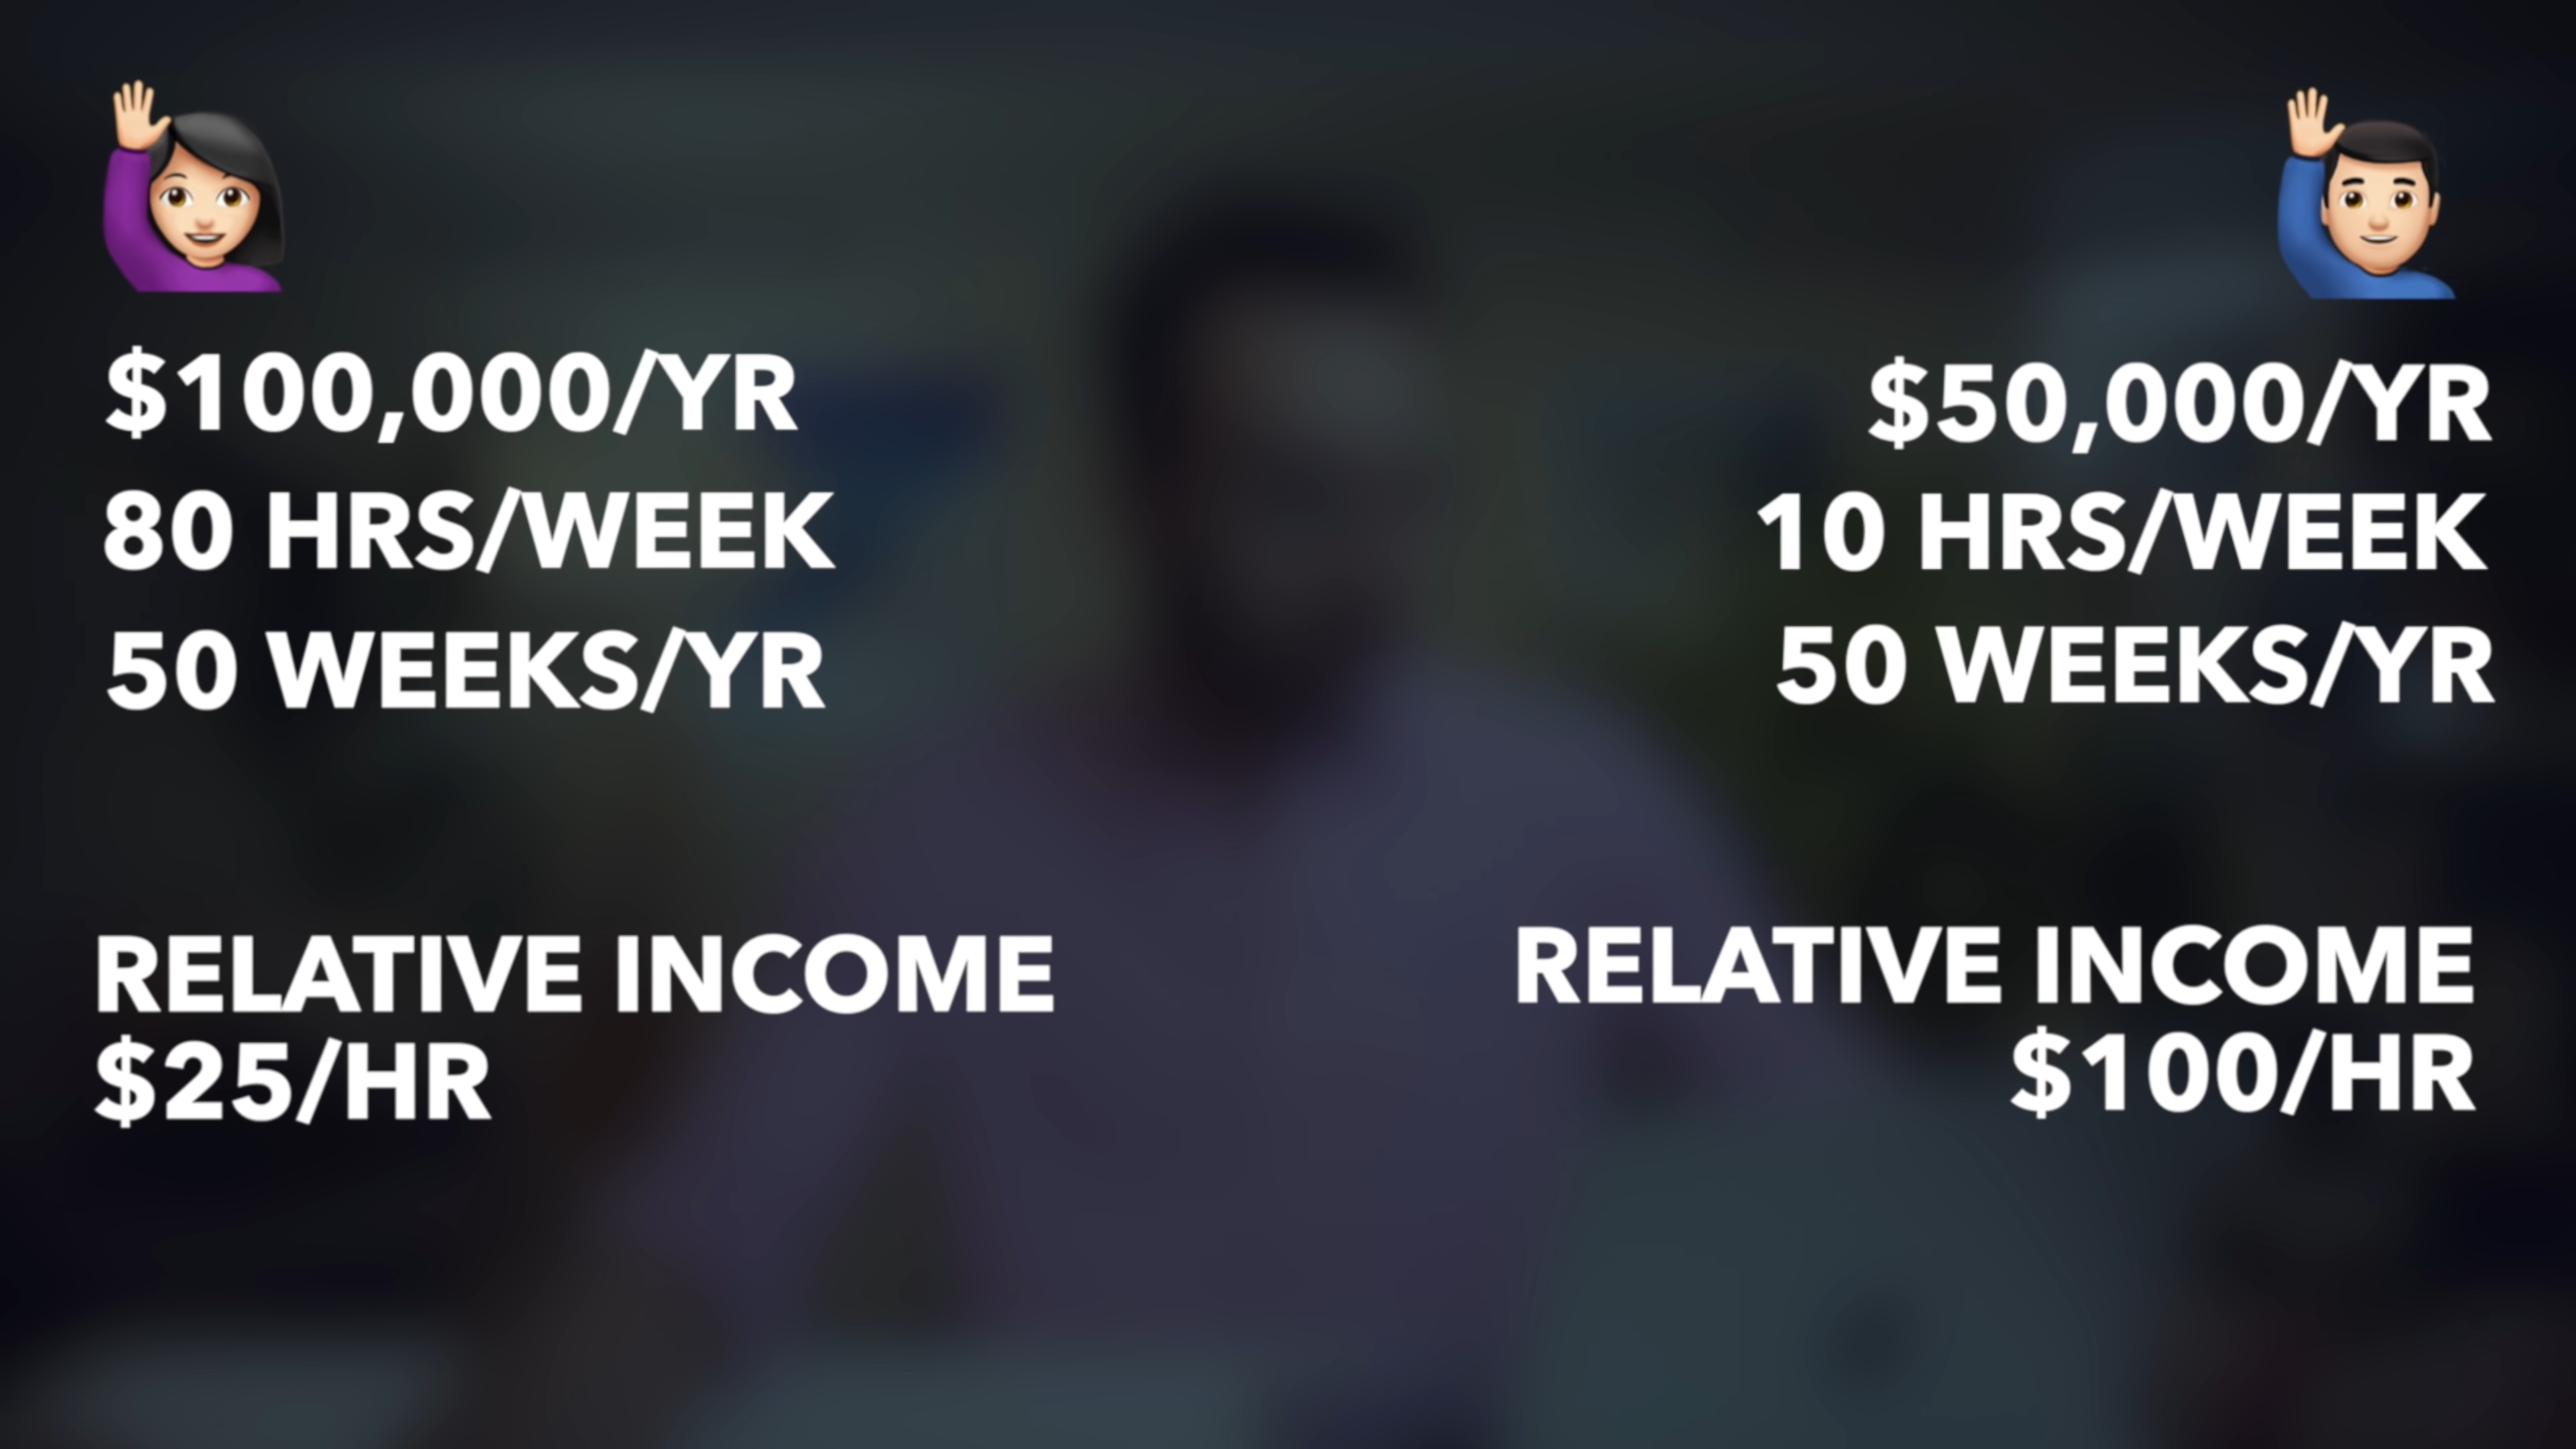 $100,000/YR
80 HRS/WEEK
50 WEEKS/YR
RELATIVE INCOME
$25/HR
$50,000/YR
10 HRS/WEEK
50 WEEKS/YR
RELATIVE INCOME
$100/HR